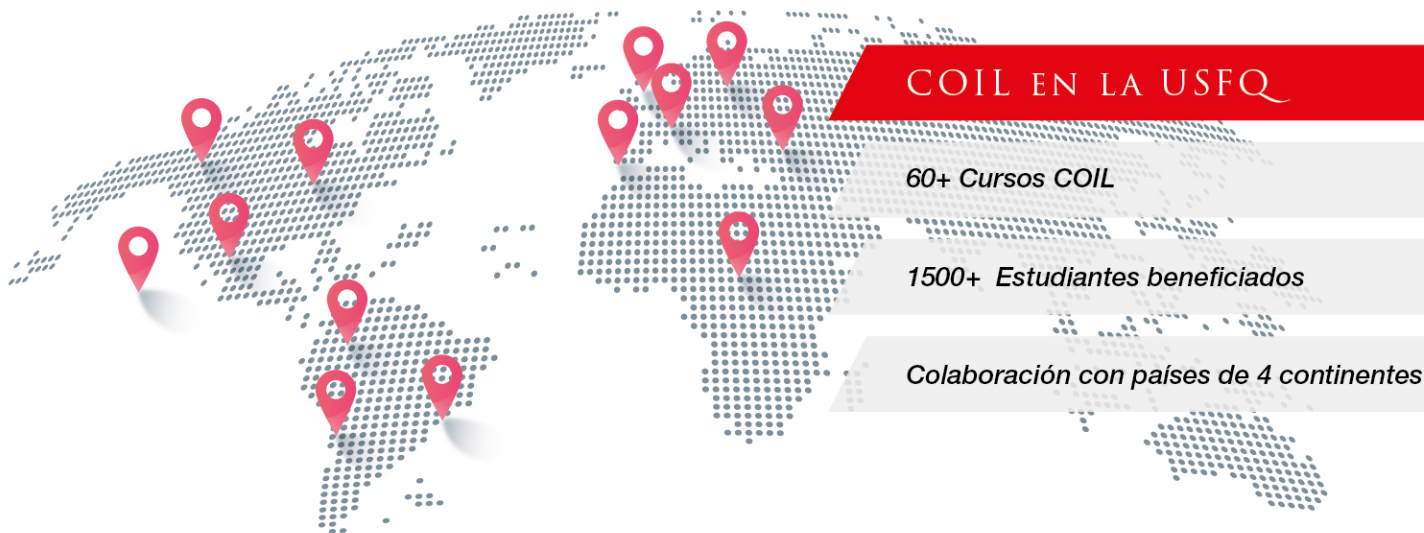 COIL EN LA USFQ
60+ Cursos COIL
1500+ Estudiantes beneficiados
Colaboración con países de 4 continentes